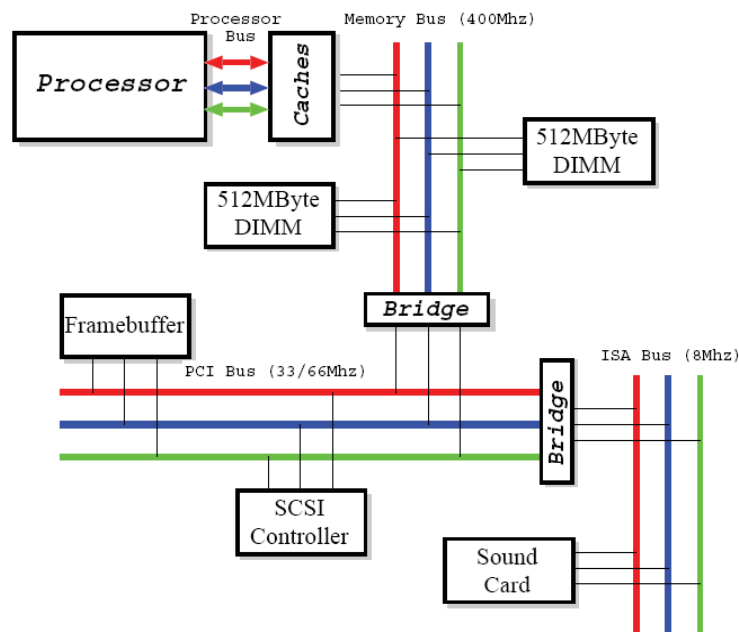 Processor
Bus
Memory Bus (400Mhz)
Processor
Caches
512MByte
DIMM
512MByte
DIMM
Bridge
Framebuffer
PCI Bus (33/66Mhz)
ISA Bus (8Mhz)
Bridge
SCSI
Controller
Sound
Card